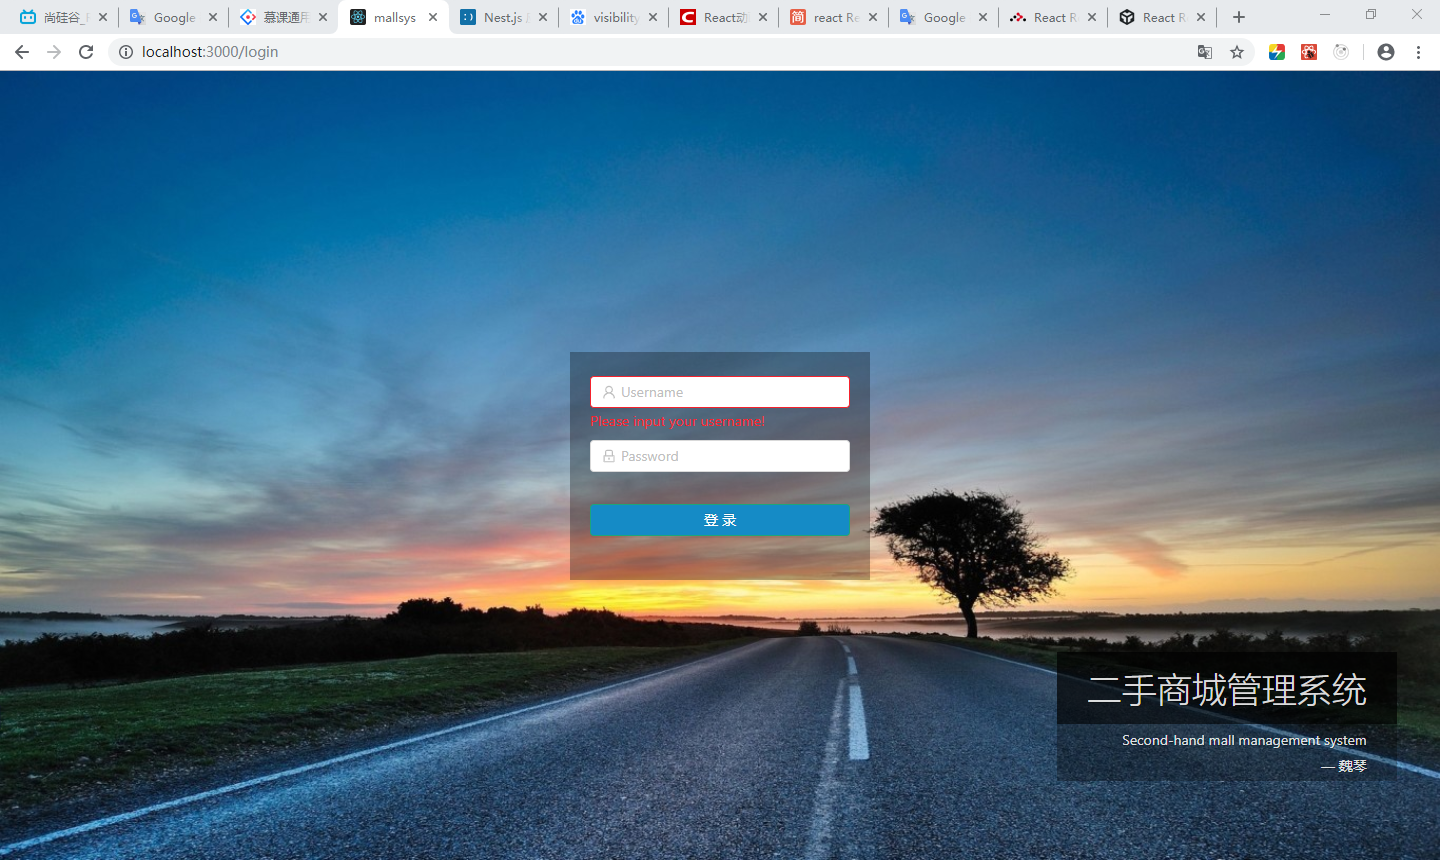 尚硅谷_
Google
慕课通用
mallsys
Nest.js
visibility
React动
react Re
Google
React R
React R
localhost:3000/login
Username
Please input your username!
Password
登 录
二手商城管理系统
Second-hand mall management system
— 魏琴